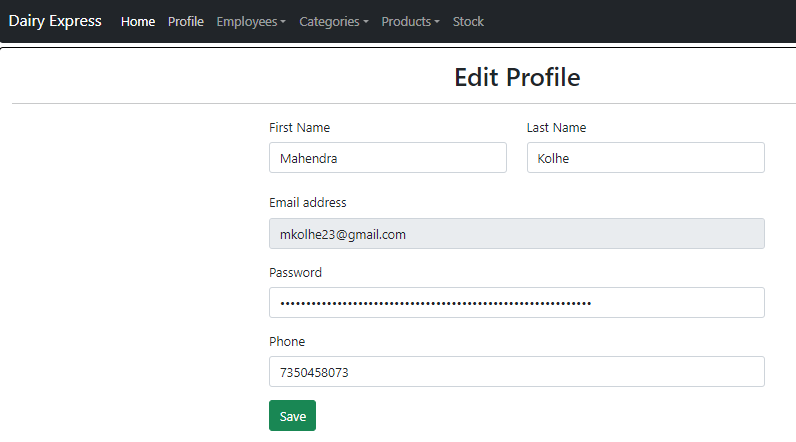 Dairy Express Home Profile Employees Categories Products Stock
Edit Profile
First Name Last Name
Mahendra Kolhe
Email address
mkolhe23@gmail.com
Password
••••••••••••••••••••••••••••••••••••••••••••••••••••••••••••
Phone
7350458073
Save